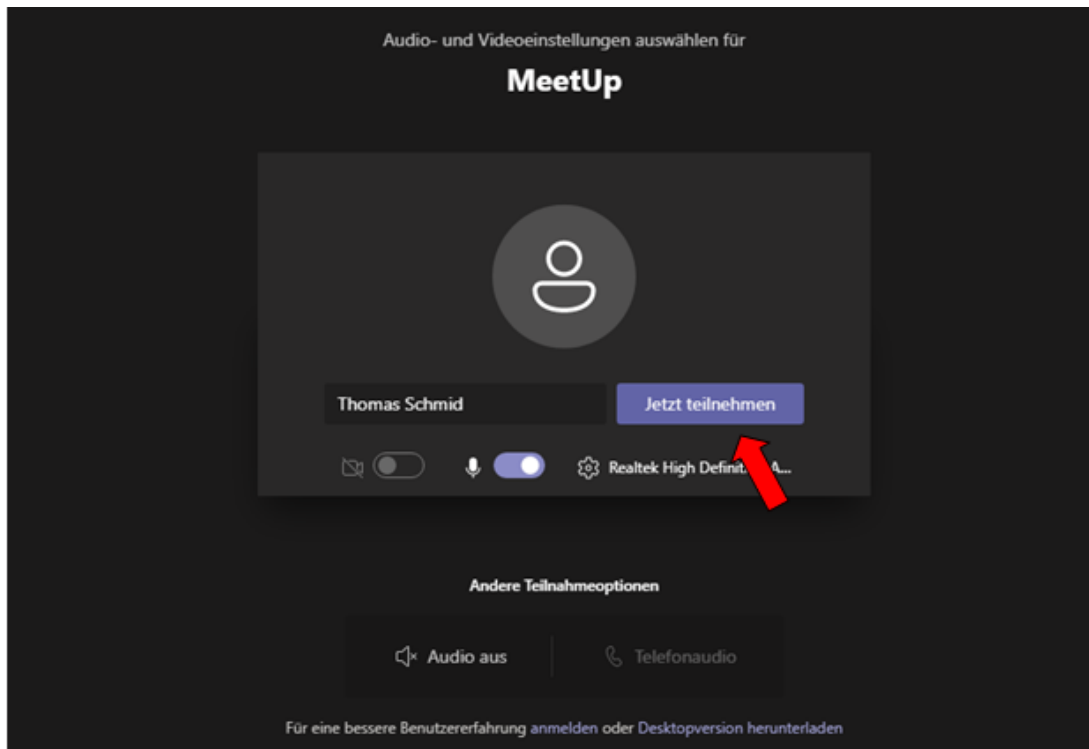 Audio- und Videoeinstellungen auswählen für
MeetUp
Thomas Schmid
Jetzt teilnehmen
Realtek High Definit... A...
Andere Teilnahmeoptionen
Audio aus
Telefonaudio
Für eine bessere Benutzererfahrung anmelden oder Desktopversion herunterladen